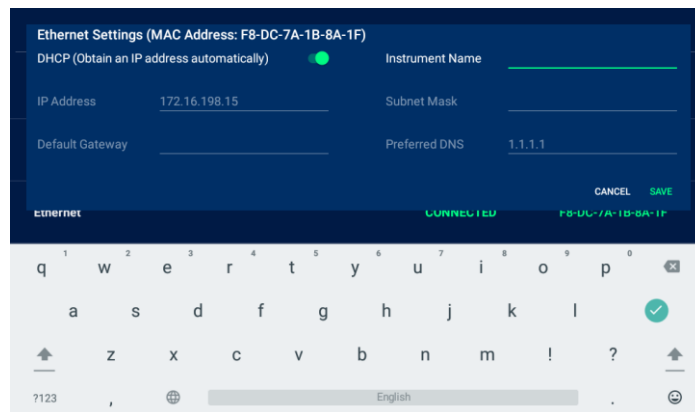 Ethernet Settings (MAC Address: F8-DC-7A-1B-8A-1F)
DHCP (Obtain an IP address automatically)
Instrument Name
IP Address 172.16.198.15
Subnet Mask
Default Gateway
Preferred DNS 1.1.1.1
CANCEL SAVE
Ethernet CONNECTED F8-DC-7A-1B-8A-1F
1 2 3 4 5 6 7 8 9 0
q w e r t y u i o p
a s d f g h j k l
z x c v b n m ! ?
?123 , English .